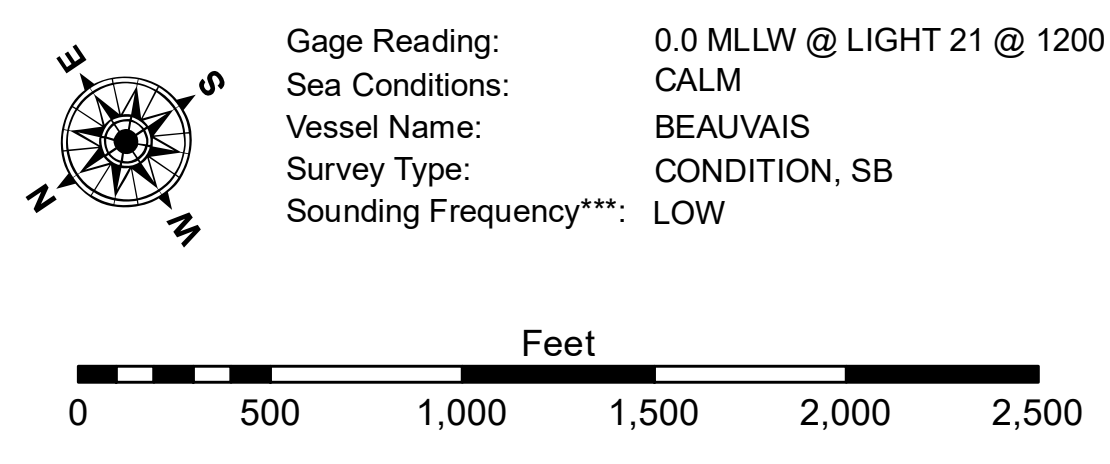 E
S
N
W
Gage Reading: 0.0 MLLW @ LIGHT 21 @ 1200
Sea Conditions: CALM
Vessel Name: BEAUVAIS
Survey Type: CONDITION, SB
Sounding Frequency***: LOW
Feet
0 500 1,000 1,500 2,000 2,500